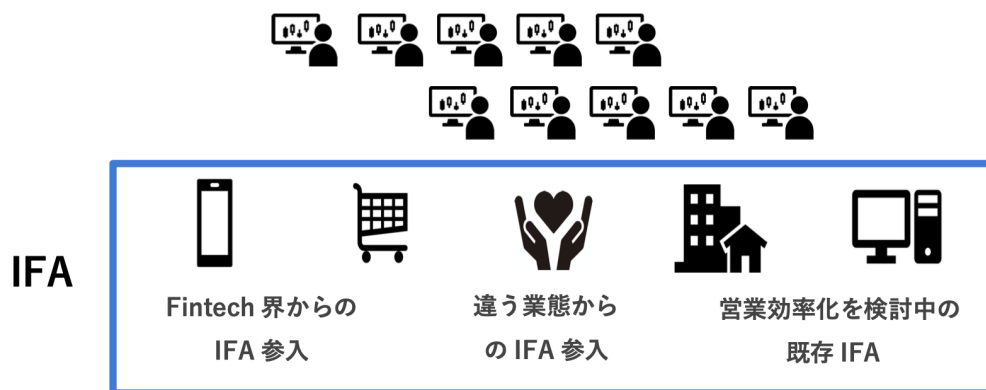 IFA
Fintech 界からの
IFA 参入
違う業態から
の IFA 参入
営業効率化を検討中の
既存 IFA